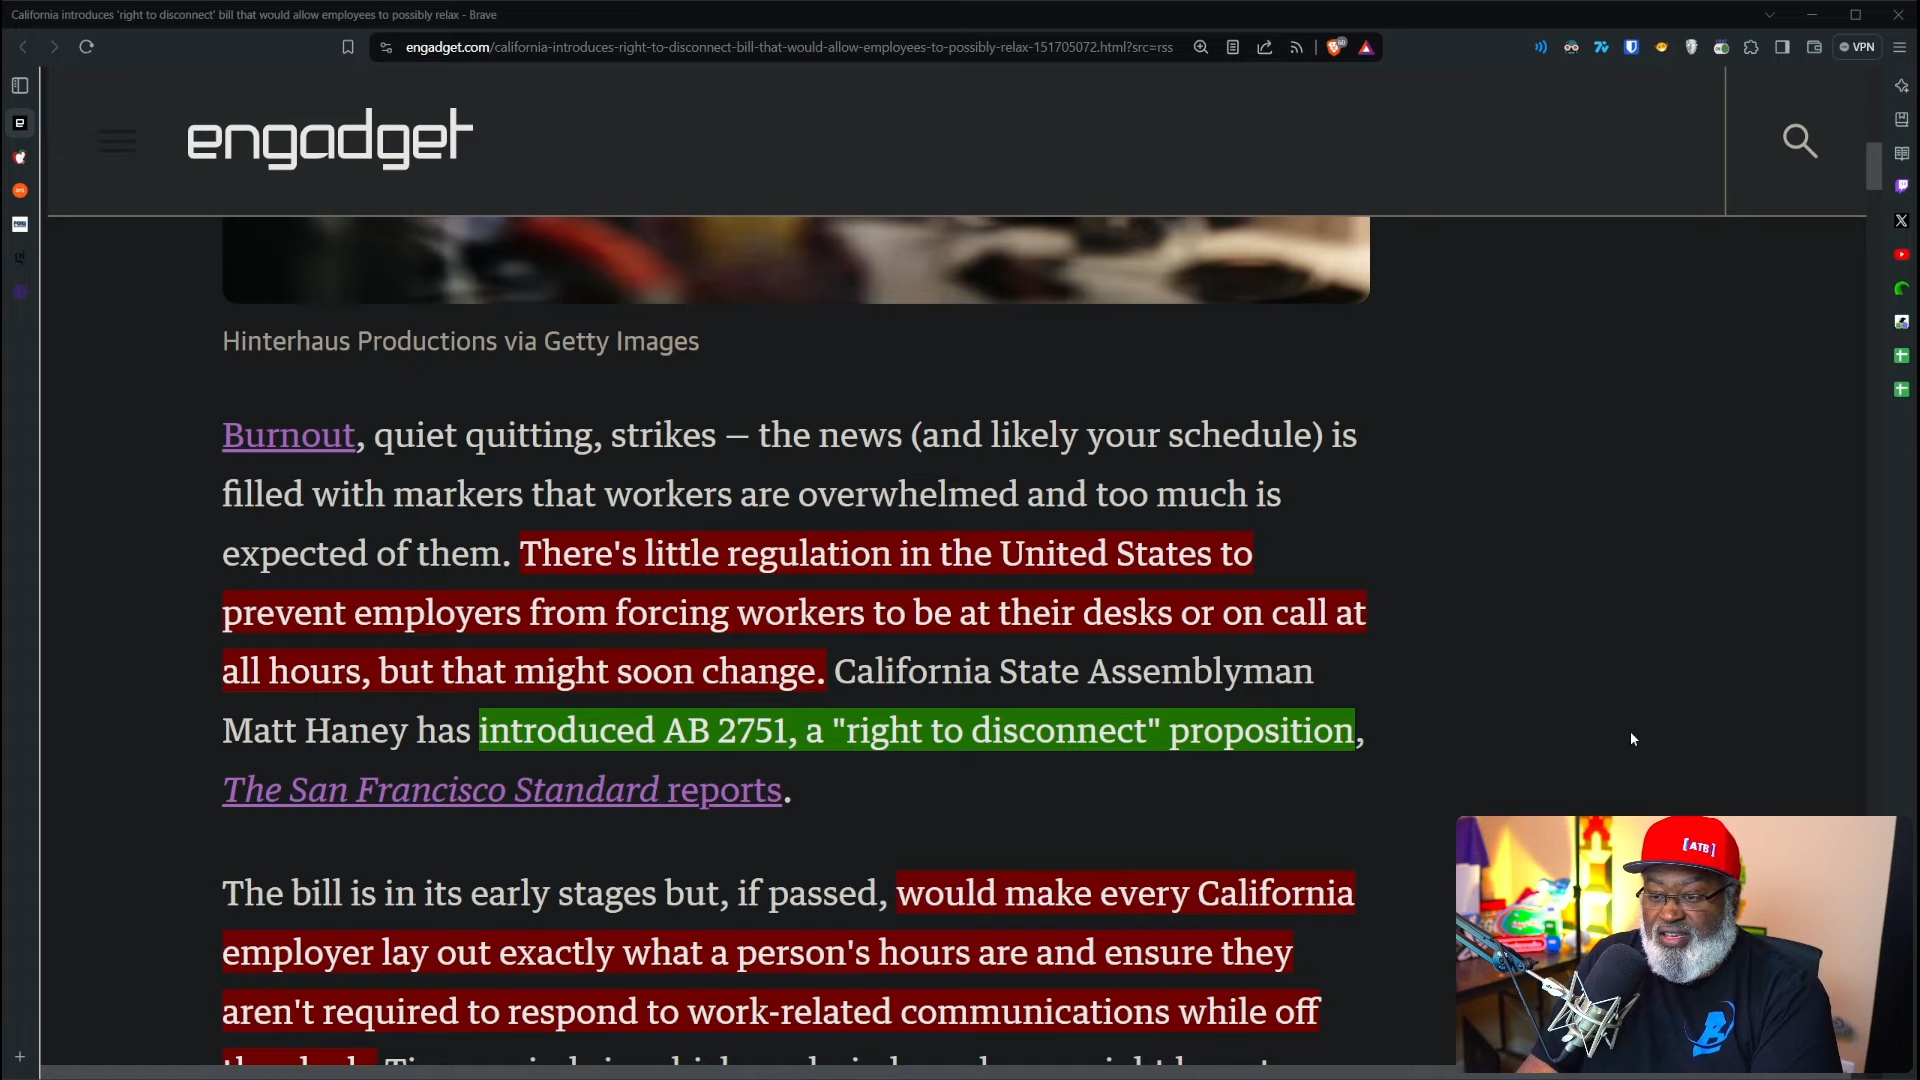 California introduces 'right to disconnect' bill that would allow employees to possibly relax - Brave
engadget.com/california-introduces-right-to-disconnect-bill-that-would-allow-employees-to-possibly-relax-151705072.html?src=rss
VPN
engadget
Hinterhaus Productions via Getty Images
Burnout, quiet quitting, strikes — the news (and likely your schedule) is
filled with markers that workers are overwhelmed and too much is
expected of them. There's little regulation in the United States to
prevent employers from forcing workers to be at their desks or on call at
all hours, but that might soon change. California State Assemblyman
Matt Haney has introduced AB 2751, a "right to disconnect" proposition,
The San Francisco Standard reports.
The bill is in its early stages but, if passed, would make every California
employer lay out exactly what a person's hours are and ensure they
aren't required to respond to work-related communications while off
[ATB]